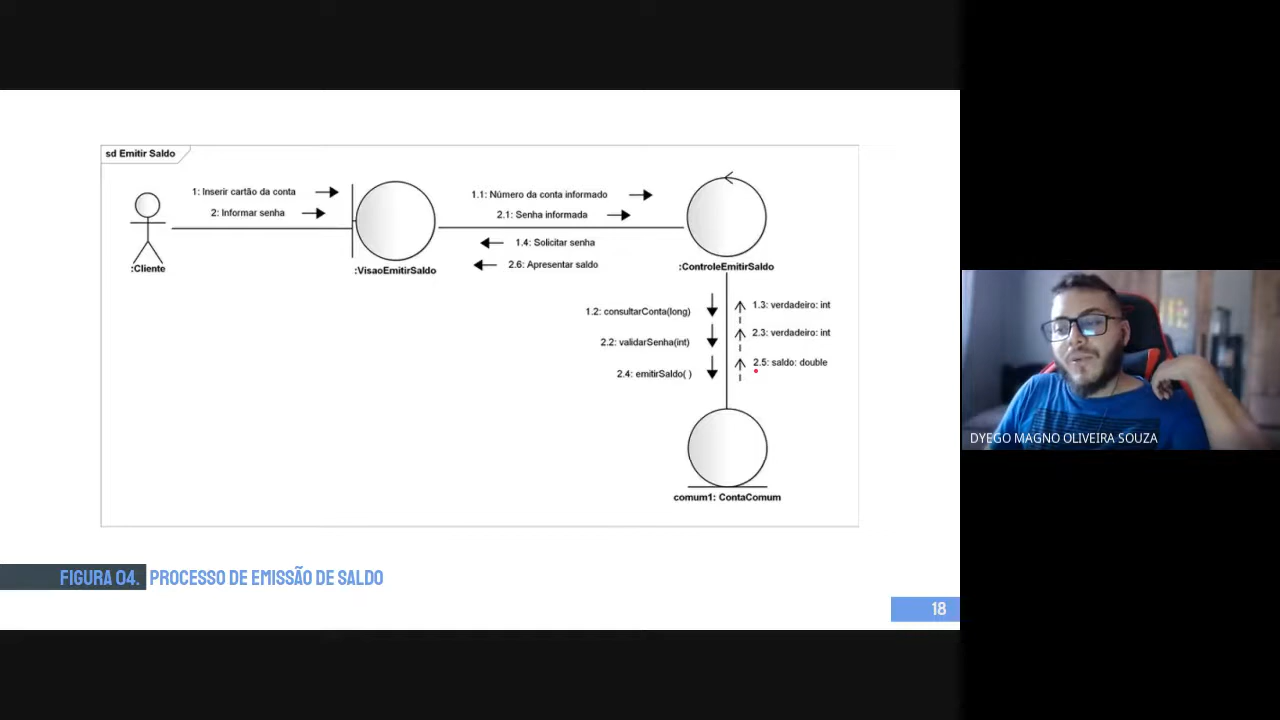 sd Emitir Saldo
1: Inserir cartão da conta
2: Informar senha
:Cliente
:VisaoEmitirSaldo
1.1: Número da conta informado
2.1: Senha informada
1.4: Solicitar senha
2.6: Apresentar saldo
:ControleEmitirSaldo
1.2: consultarConta(long)
1.3: verdadeiro: int
2.2: validarSenha(int)
2.3: verdadeiro: int
2.4: emitirSaldo( )
2.5: saldo: double
comum1: ContaComum
FIGURA 04. PROCESSO DE EMISSÃO DE SALDO
18
DYEGO MAGNO OLIVEIRA SOUZA